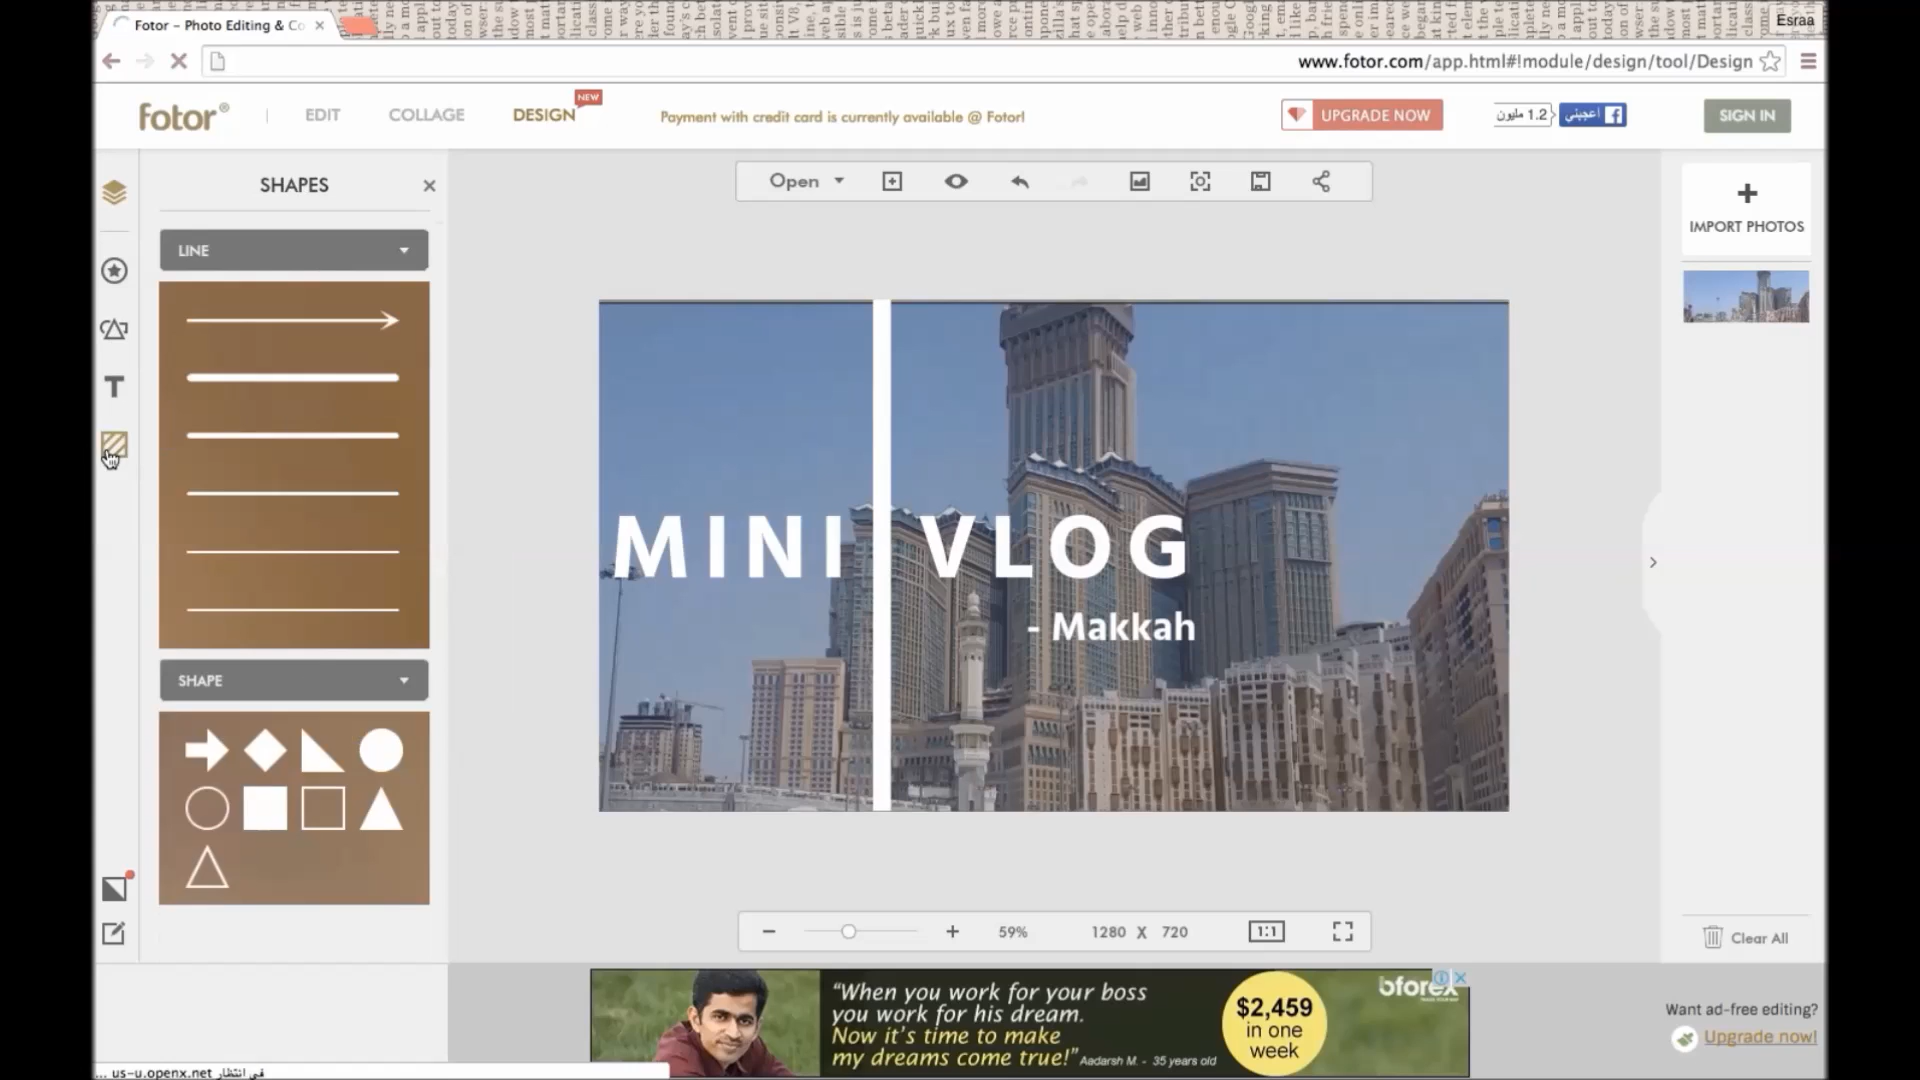 Fotor – Photo Editing & Co
Esraa
www.fotor.com/app.html#!module/design/tool/Design
fotor®
EDIT
COLLAGE
DESIGN
NEW
Payment with credit card is currently available @ Fotor!
UPGRADE NOW
1.2 مليون
أعجبني
SIGN IN
SHAPES
Open
IMPORT PHOTOS
LINE
MINI VLOG
- Makkah
SHAPE
59%
1280 X 720
1:1
Clear All
“When you work for your boss
you work for his dream.
Now it's time to make
my dreams come true!” Aadarsh M. - 35 years old
$2,459
in one
week
bforex
Want ad-free editing?
Upgrade now!
في انتظار us-u.openx.net ...